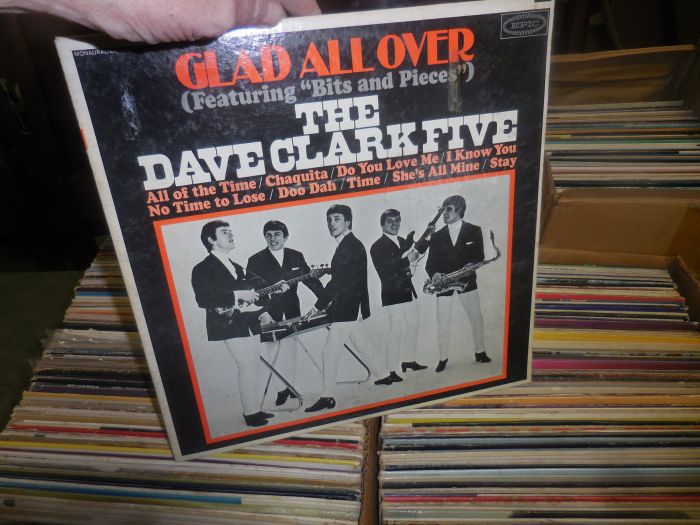 MONAURAL
EPIC
GLAD ALL OVER
(Featuring "Bits and Pieces")
THE
DAVE CLARK FIVE
All of the Time / Chaquita / Do You Love Me / I Know You
No Time to Lose / Doo Dah / Time / She's All Mine / Stay